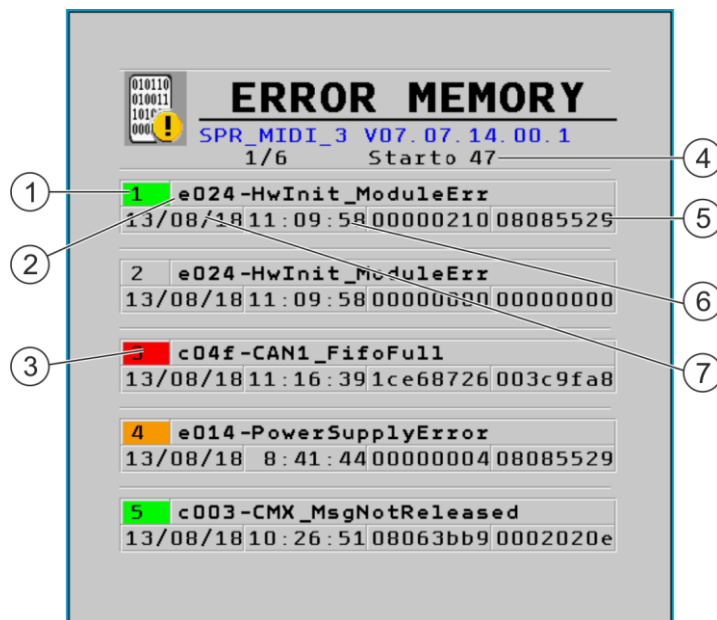 010110
010011
ERROR MEMORY
SPR_MIDI_3 V07.07.14.00.1
1/6 Starto 47
4
1
1 e024-HwInit_ModuleErr
13/08/18 11:09:58 00000210 08085529
5
2
2 e024-HwInit_ModuleErr
13/08/18 11:09:58 00000000 00000000
6
3
3 c04f-CAN1_FifoFull
13/08/18 11:16:39 1ce68726 003c9fa8
7
4 e014-PowerSupplyError
13/08/18 8:41:44 00000004 08085529
5 c003-CMX_MsgNotReleased
13/08/18 10:26:51 08063bb9 0002020e